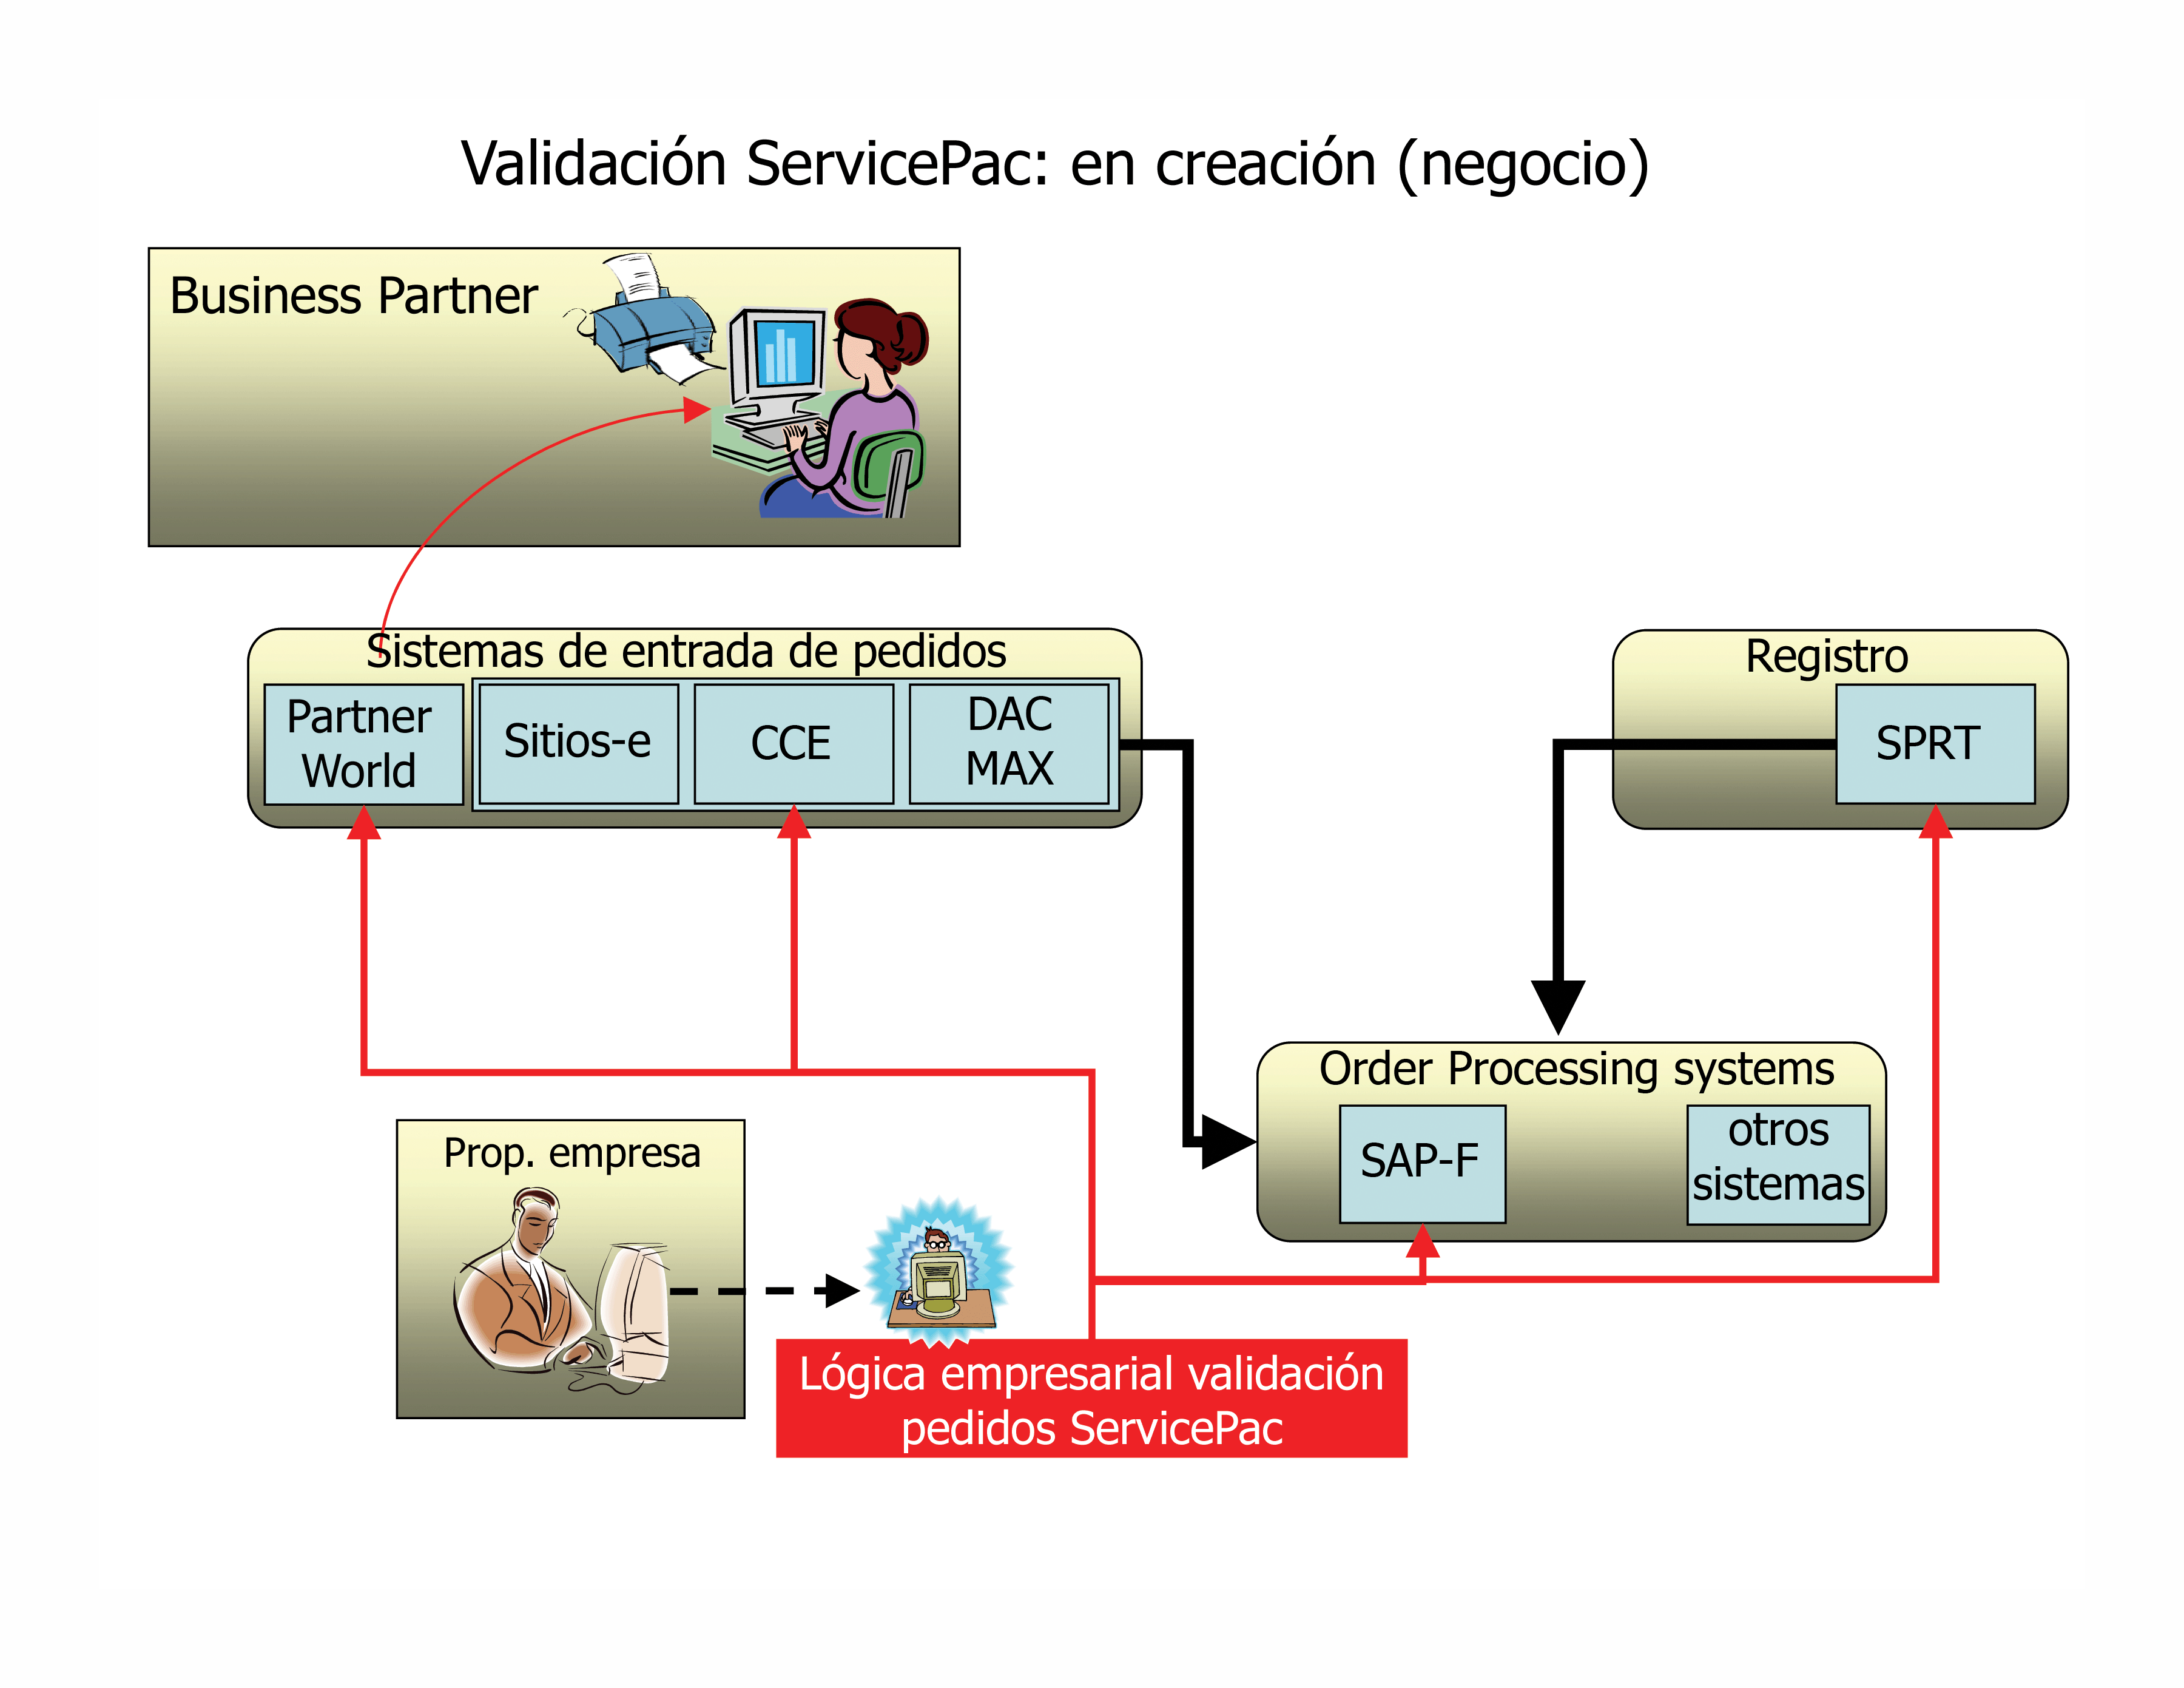 Validación ServicePac: en creación (negocio)
Business Partner
Sistemas de entrada de pedidos
Partner
World
Sitios-e
CCE
DAC
MAX
Registro
SPRT
Order Processing systems
SAP-F
otros
sistemas
Prop. empresa
Lógica empresarial validación
pedidos ServicePac